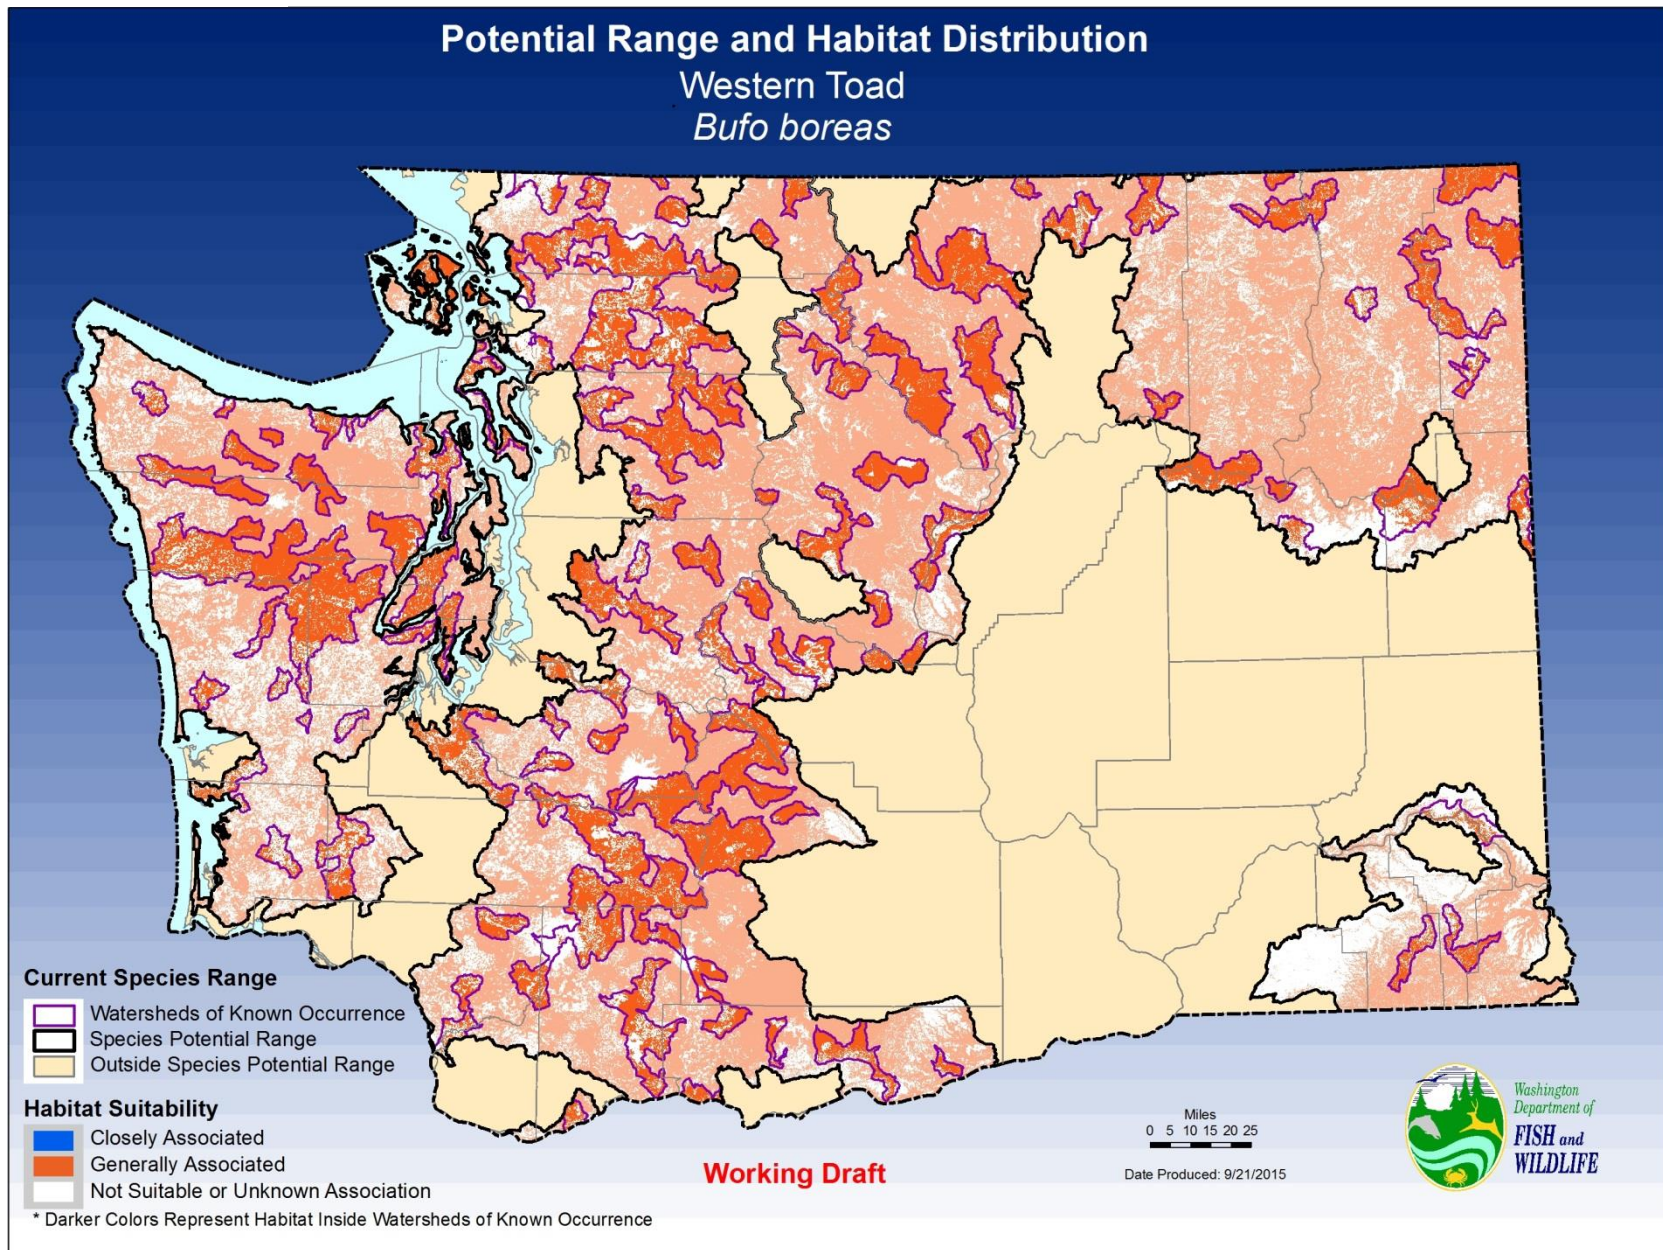 Potential Range and Habitat Distribution
Western Toad
Bufo boreas
Current Species Range
Watersheds of Known Occurrence
Species Potential Range
Outside Species Potential Range
Habitat Suitability
Closely Associated
Generally Associated
Not Suitable or Unknown Association
* Darker Colors Represent Habitat Inside Watersheds of Known Occurrence
Working Draft
Miles
0 5 10 15 20 25
Date Produced: 9/21/2015
Washington
Department of
FISH and
WILDLIFE